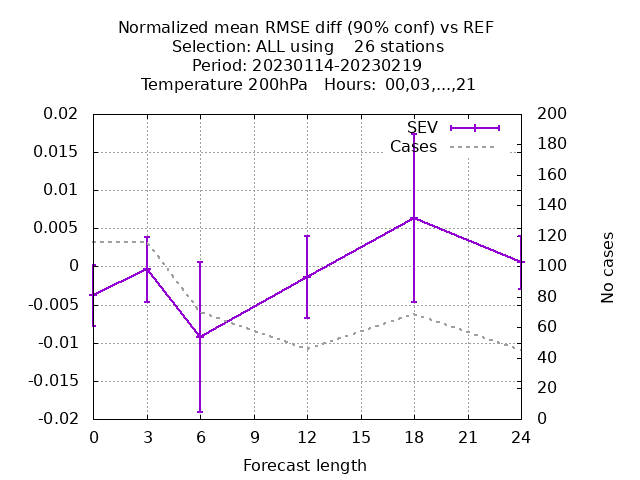 Normalized mean RMSE diff (90% conf) vs REF
Selection: ALL using    26 stations
Period: 20230114-20230219
Temperature 200hPa   Hours:  00,03,...,21
SEV
Cases
0.02
0.015
0.01
0.005
0
-0.005
-0.01
-0.015
-0.02
200
180
160
140
120
100
80
60
40
20
0
No cases
0 3 6 9 12 15 18 21 24
Forecast length